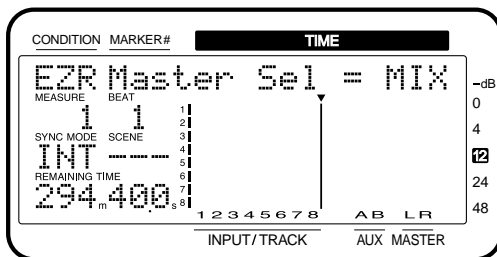 CONDITION MARKER# TIME
EZR Master Sel = MIX
MEASURE BEAT
1 1
SYNC MODE SCENE
INT ---
REMAINING TIME
294m400s
1
2
3
4
5
6
7
8
1 2 3 4 5 6 7 8 AB LR
INPUT/TRACK AUX MASTER
-dB
0
4
12
24
48